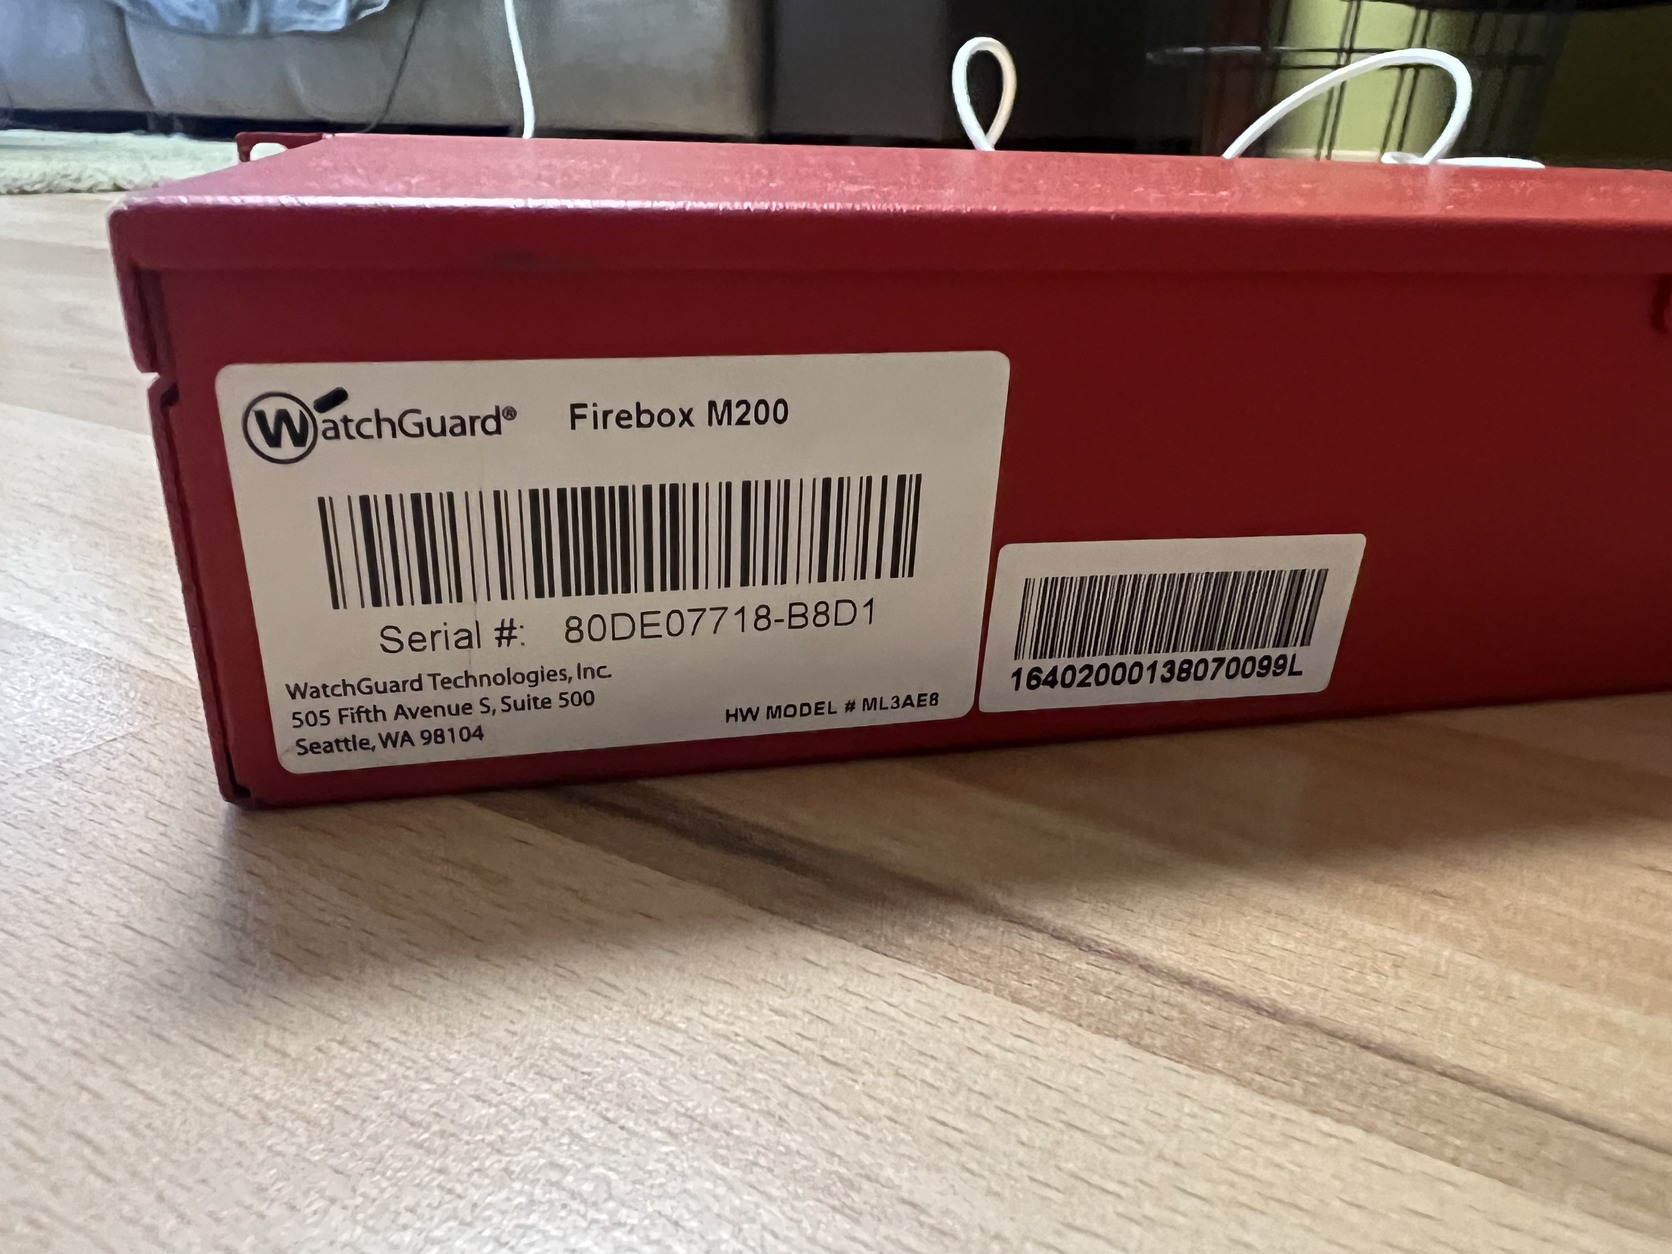 WatchGuard® Firebox M200
Serial #: 80DE07718-B8D1
WatchGuard Technologies, Inc.
505 Fifth Avenue S, Suite 500
Seattle, WA 98104
HW MODEL # ML3AE8
16402000138070099L